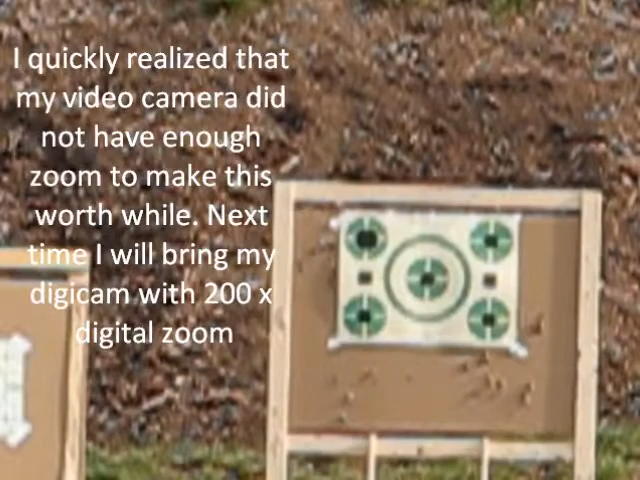 I quickly realized that
my video camera did
not have enough
zoom to make this
worth while. Next
time I will bring my
digicam with 200 x
digital zoom